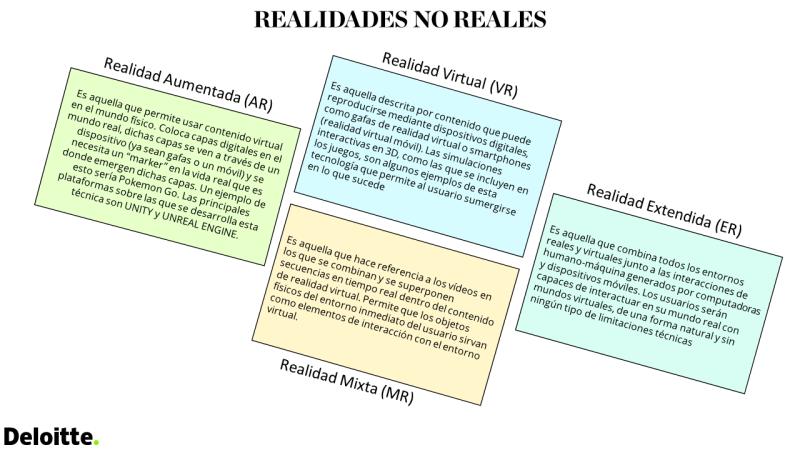 REALIDADES NO REALES
Realidad Aumentada (AR)
Es aquella que permite usar contenido virtual
en el mundo físico. Coloca capas digitales en el
mundo real, dichas capas se ven a través de un
dispositivo (ya sean gafas o un móvil) y se
necesita un “marker” en la vida real que es
donde emergen dichas capas. Un ejemplo de
esto sería Pokemon Go. Las principales
plataformas sobre las que se desarrolla esta
técnica son UNITY y UNREAL ENGINE.
Realidad Virtual (VR)
Es aquella descrita por contenido que puede
reproducirse mediante dispositivos digitales,
como gafas de realidad virtual o smartphones
(realidad virtual móvil). Las simulaciones
interactivas en 3D, como las que se incluyen en
los juegos, son algunos ejemplos de esta
tecnología que permite al usuario sumergirse
en lo que sucede
Es aquella que hace referencia a los vídeos en
los que se combinan y se superponen
secuencias en tiempo real dentro del contenido
de realidad virtual. Permite que los objetos
físicos del entorno inmediato del usuario sirvan
como elementos de interacción con el entorno
virtual.
Realidad Mixta (MR)
Realidad Extendida (ER)
Es aquella que combina todos los entornos
reales y virtuales junto a las interacciones de
humano-máquina generados por computadoras
y dispositivos móviles. Los usuarios serán
capaces de interactuar en su mundo real con
mundos virtuales, de una forma natural y sin
ningún tipo de limitaciones técnicas
Deloitte.